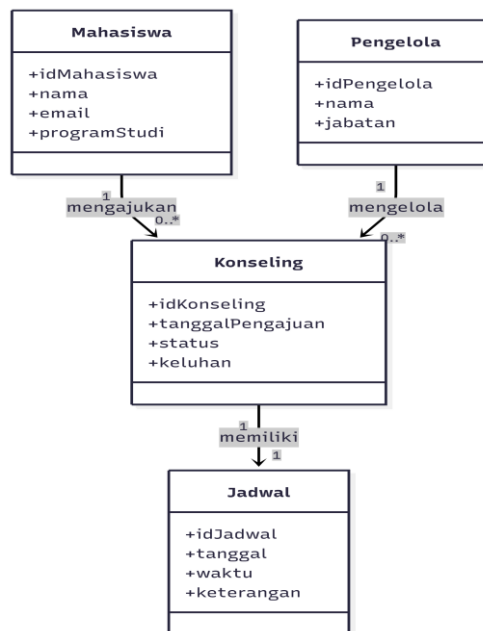 Mahasiswa
+idMahasiswa
+nama
+email
+programStudi
Pengelola
+idPengelola
+nama
+jabatan
1
mengajukan
0..*
1
mengelola
0..*
Konseling
+idKonseling
+tanggalPengajuan
+status
+keluhan
1
memiliki
1
Jadwal
+idJadwal
+tanggal
+waktu
+keterangan